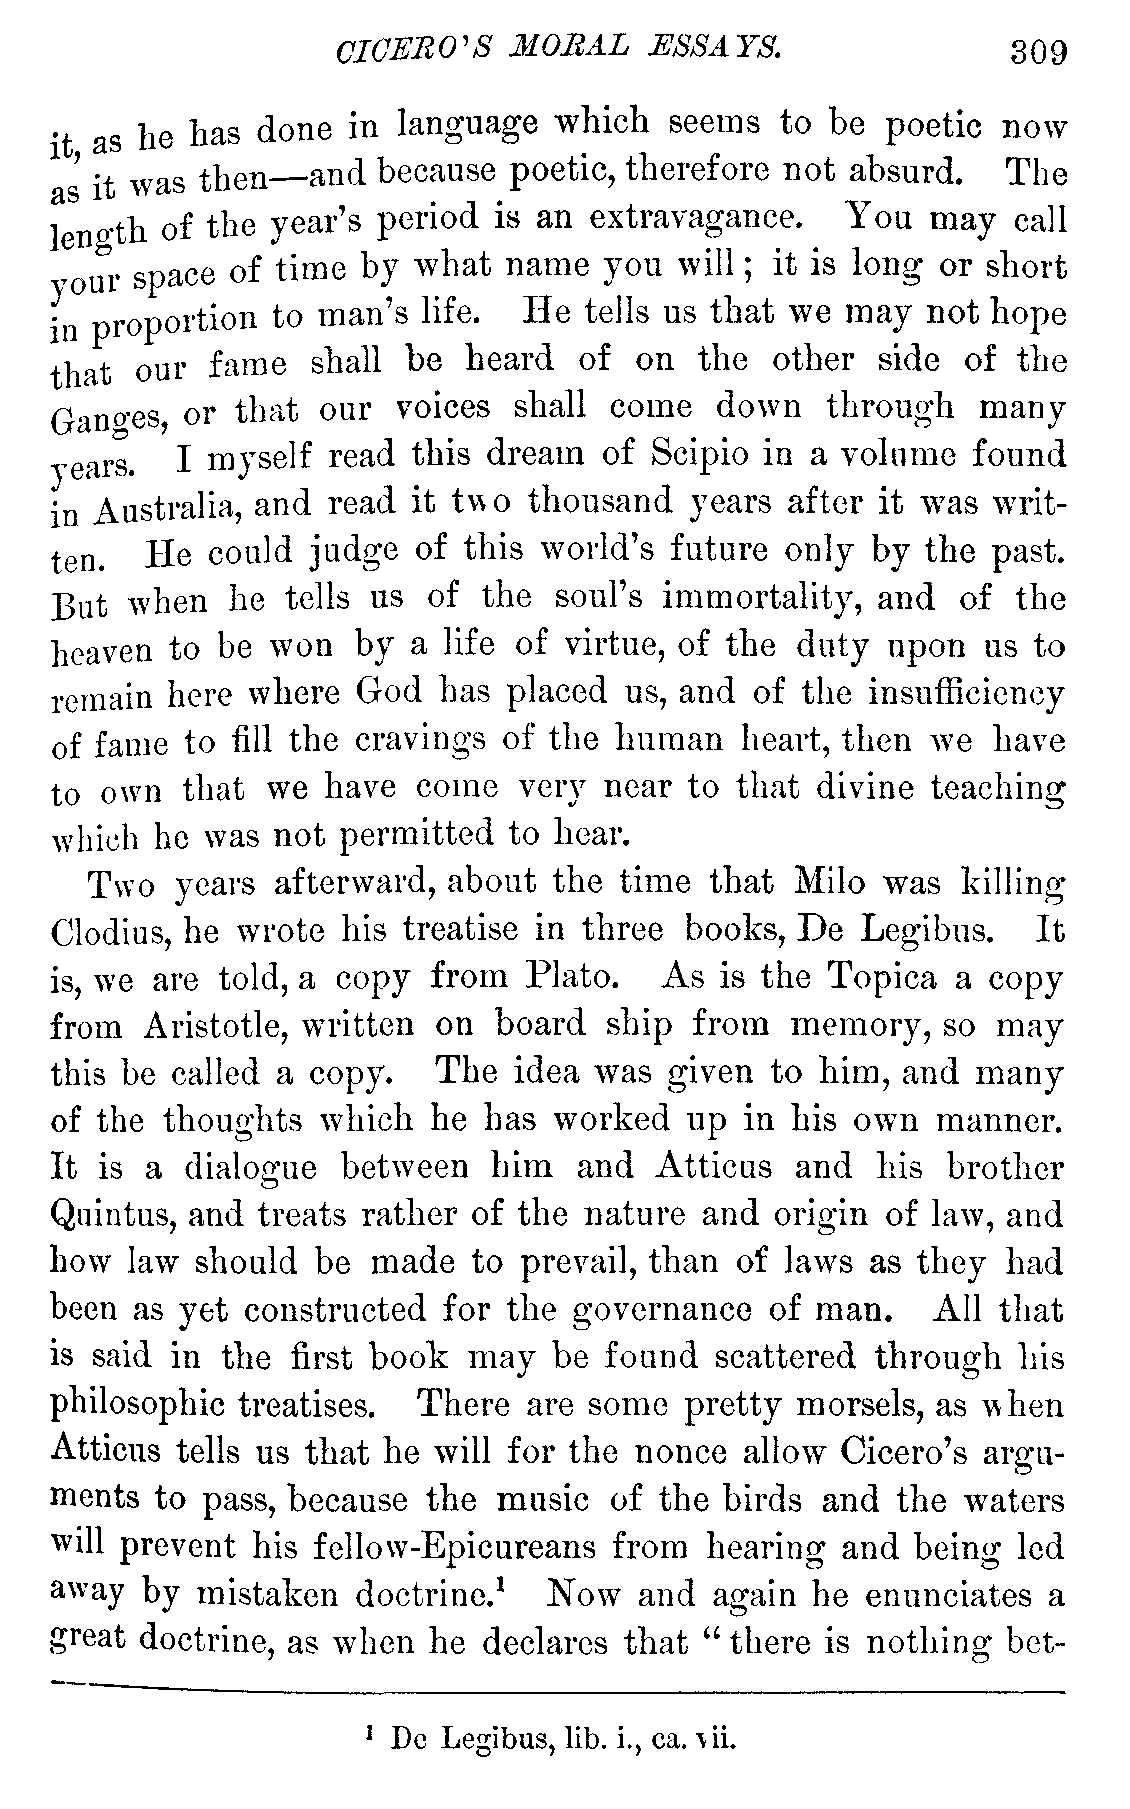 CICERO'S MORAL ESSAYS. 309
it, as he has done in language which seems to be poetic now
as it was then—and because poetic, therefore not absurd. The
length of the year's period is an extravagance. You may call
your space of time by what name you will; it is long or short
in proportion to man's life. He tells us that we may not hope
that our fame shall be heard of on the other side of the
Ganges, or that our voices shall come down through many
years. I myself read this dream of Scipio in a volume found
in Australia, and read it two thousand years after it was writ-
ten. He could judge of this world's future only by the past.
But when he tells us of the soul's immortality, and of the
heaven to be won by a life of virtue, of the duty upon us to
remain here where God has placed us, and of the insufficiency
of fame to fill the cravings of the human heart, then we have
to own that we have come very near to that divine teaching
which he was not permitted to hear.
Two years afterward, about the time that Milo was killing
Clodius, he wrote his treatise in three books, De Legibus. It
is, we are told, a copy from Plato. As is the Topica a copy
from Aristotle, written on board ship from memory, so may
this be called a copy. The idea was given to him, and many
of the thoughts which he has worked up in his own manner.
It is a dialogue between him and Atticus and his brother
Quintus, and treats rather of the nature and origin of law, and
how law should be made to prevail, than of laws as they had
been as yet constructed for the governance of man. All that
is said in the first book may be found scattered through his
philosophic treatises. There are some pretty morsels, as when
Atticus tells us that he will for the nonce allow Cicero's argu-
ments to pass, because the music of the birds and the waters
will prevent his fellow-Epicureans from hearing and being led
away by mistaken doctrine.¹ Now and again he enunciates a
great doctrine, as when he declares that "there is nothing bet-
¹ De Legibus, lib. i., ca. vii.